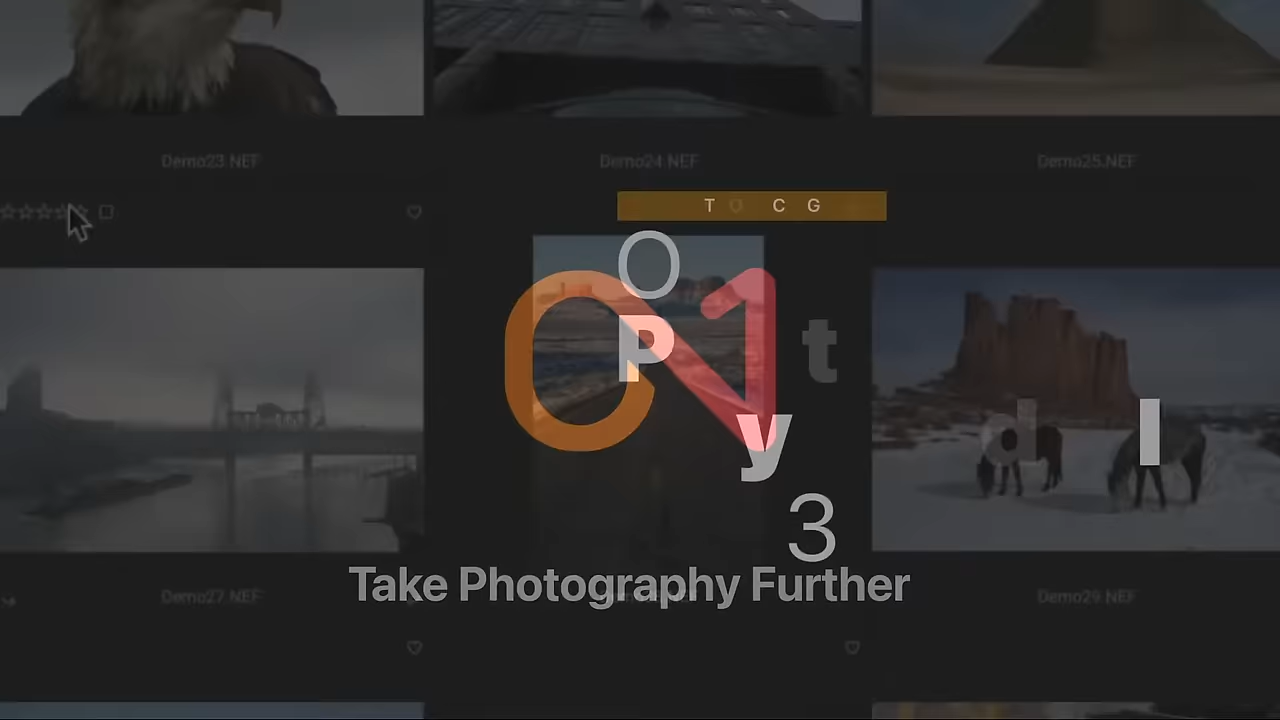 Demo23.NEF
Demo24.NEF
Demo25.NEF
T O C G
O
P t
y d l
3
Take Photography Further
Demo27.NEF
Demo29.NEF